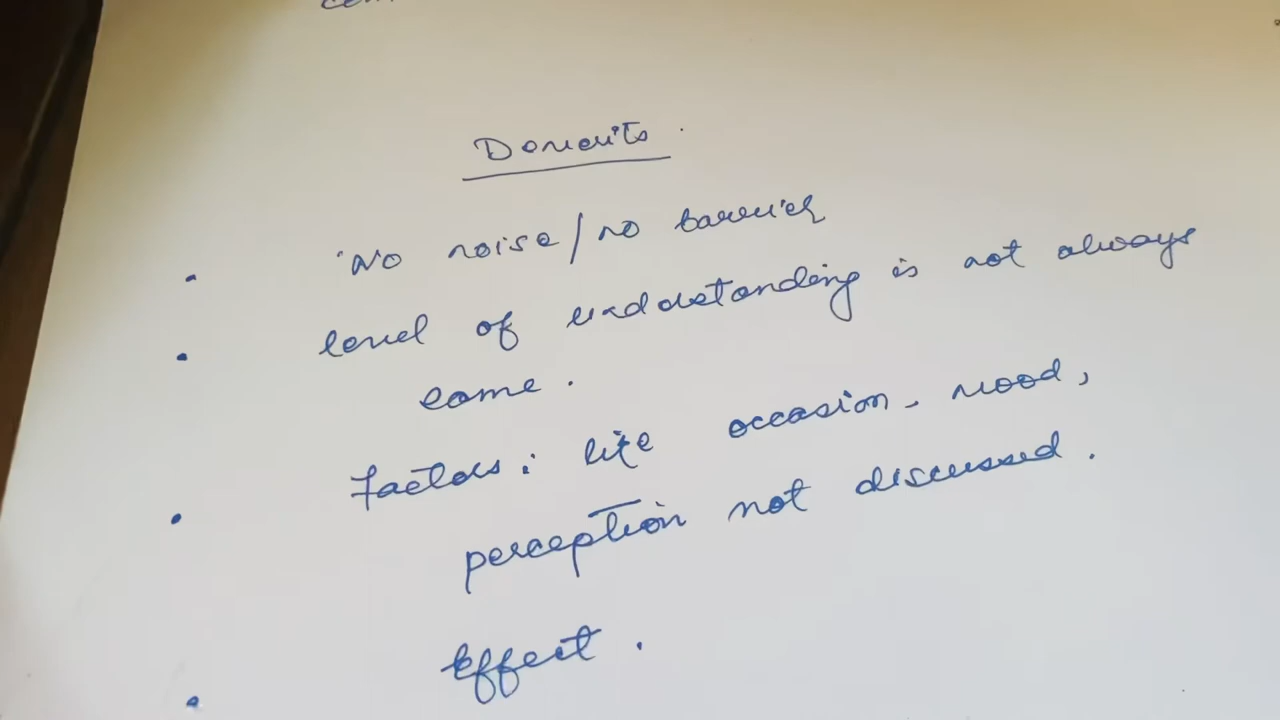 Demerits.
No noise/no barrier
level of understanding is not always
same.
Factors: like occasion, mood,
perception not discussed.
Effect.